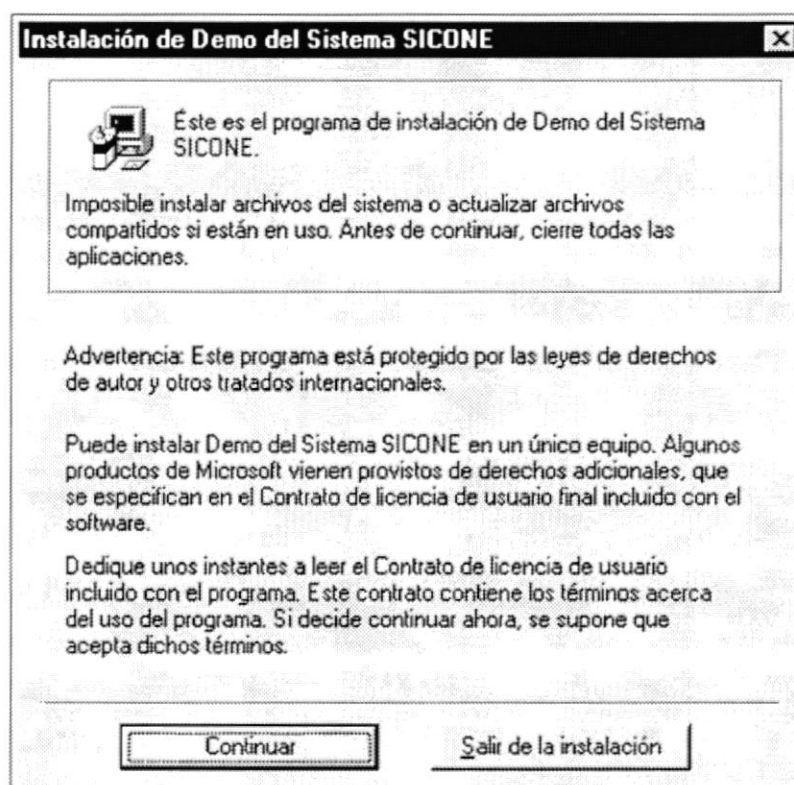 Instalación de Demo del Sistema SICONE
Éste es el programa de instalación de Demo del Sistema
SICONE.
Imposible instalar archivos del sistema o actualizar archivos
compartidos si están en uso. Antes de continuar, cierre todas las
aplicaciones.
Advertencia: Este programa está protegido por las leyes de derechos
de autor y otros tratados internacionales.
Puede instalar Demo del Sistema SICONE en un único equipo. Algunos
productos de Microsoft vienen provistos de derechos adicionales, que
se especifican en el Contrato de licencia de usuario final incluido con el
software.
Dedique unos instantes a leer el Contrato de licencia de usuario
incluido con el programa. Este contrato contiene los términos acerca
del uso del programa. Si decide continuar ahora, se supone que
acepta dichos términos.
Continuar
Salir de la instalación